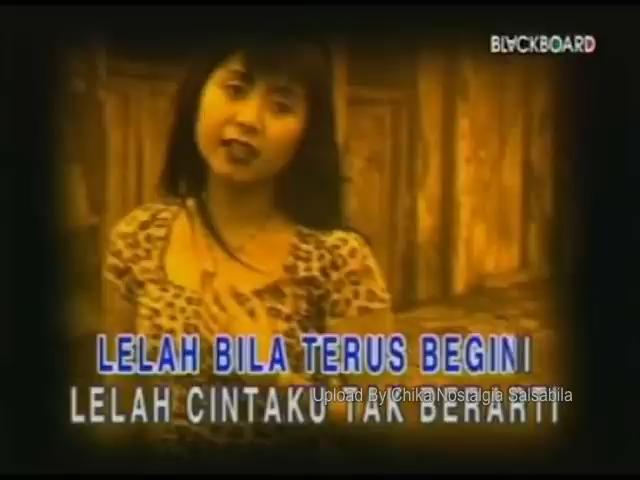 BLACKBOARD
LELAH BILA TERUS BEGINI
LELAH CINTAKU TAK BERARTI
Upload By Chika Nostalgia Salsabila